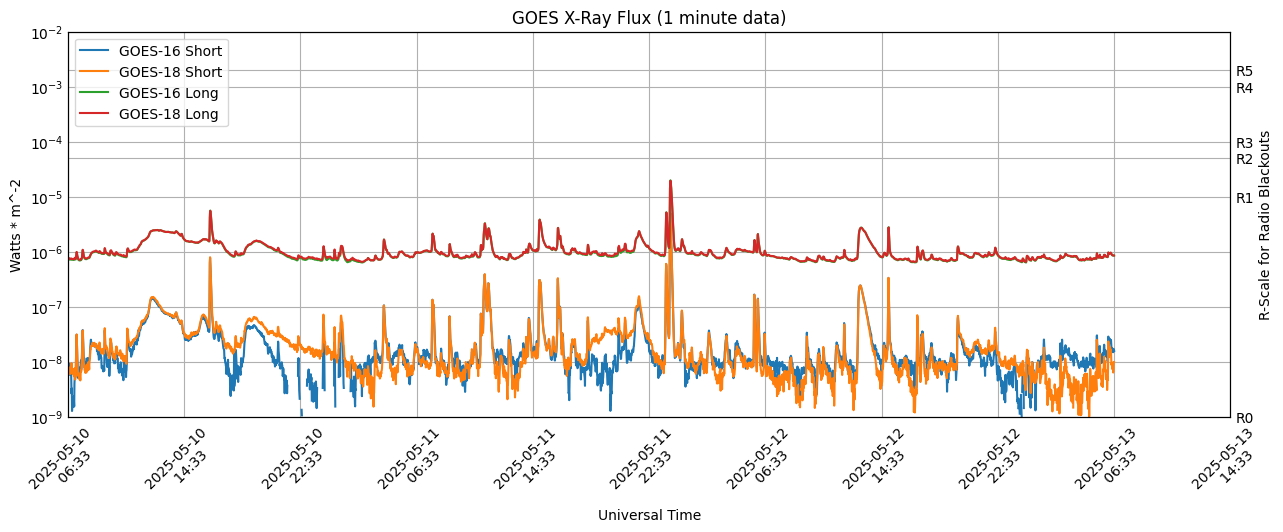 GOES X-Ray Flux (1 minute data)
GOES-16 Short
GOES-18 Short
GOES-16 Long
GOES-18 Long
10^-2
10^-3
10^-4
10^-5
10^-6
10^-7
10^-8
10^-9
Watts * m^-2
R5
R4
R3
R2
R1
R0
R-Scale for Radio Blackouts
2025-05-10
06:33
2025-05-10
14:33
2025-05-10
22:33
2025-05-11
06:33
2025-05-11
14:33
2025-05-11
22:33
2025-05-12
06:33
2025-05-12
14:33
2025-05-12
22:33
2025-05-13
06:33
2025-05-13
14:33
Universal Time